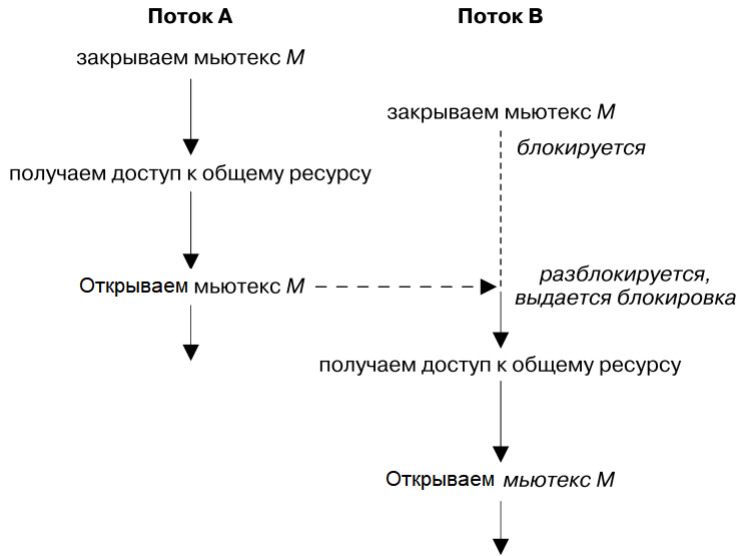 Поток A
Поток B
закрываем мьютекс M
закрываем мьютекс M
блокируется
получаем доступ к общему ресурсу
Открываем мьютекс M
разблокируется,
выдается блокировка
получаем доступ к общему ресурсу
Открываем мьютекс M